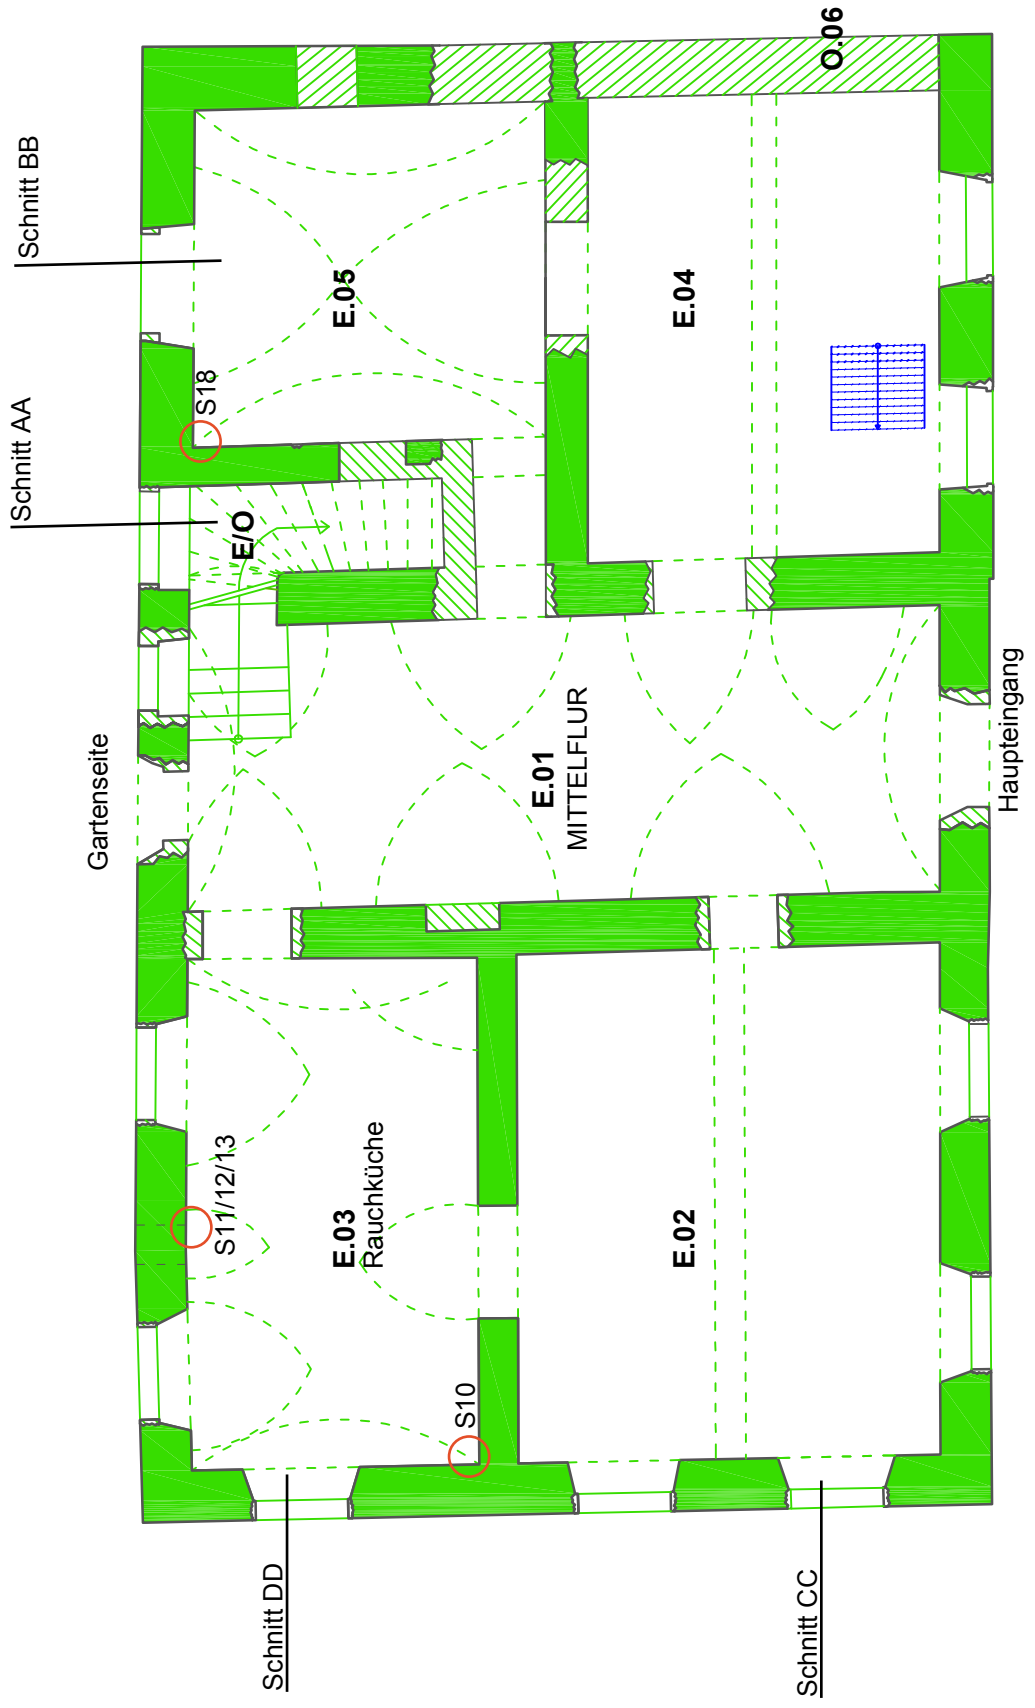 Schnitt DD
Schnitt CC
S10
S11/12/13
E.03
Rauchküche
E.02
Gartenseite
E.01
MITTELFLUR
Haupteingang
Schnitt AA
E/O
S18
Schnitt BB
E.05
E.04
O.06